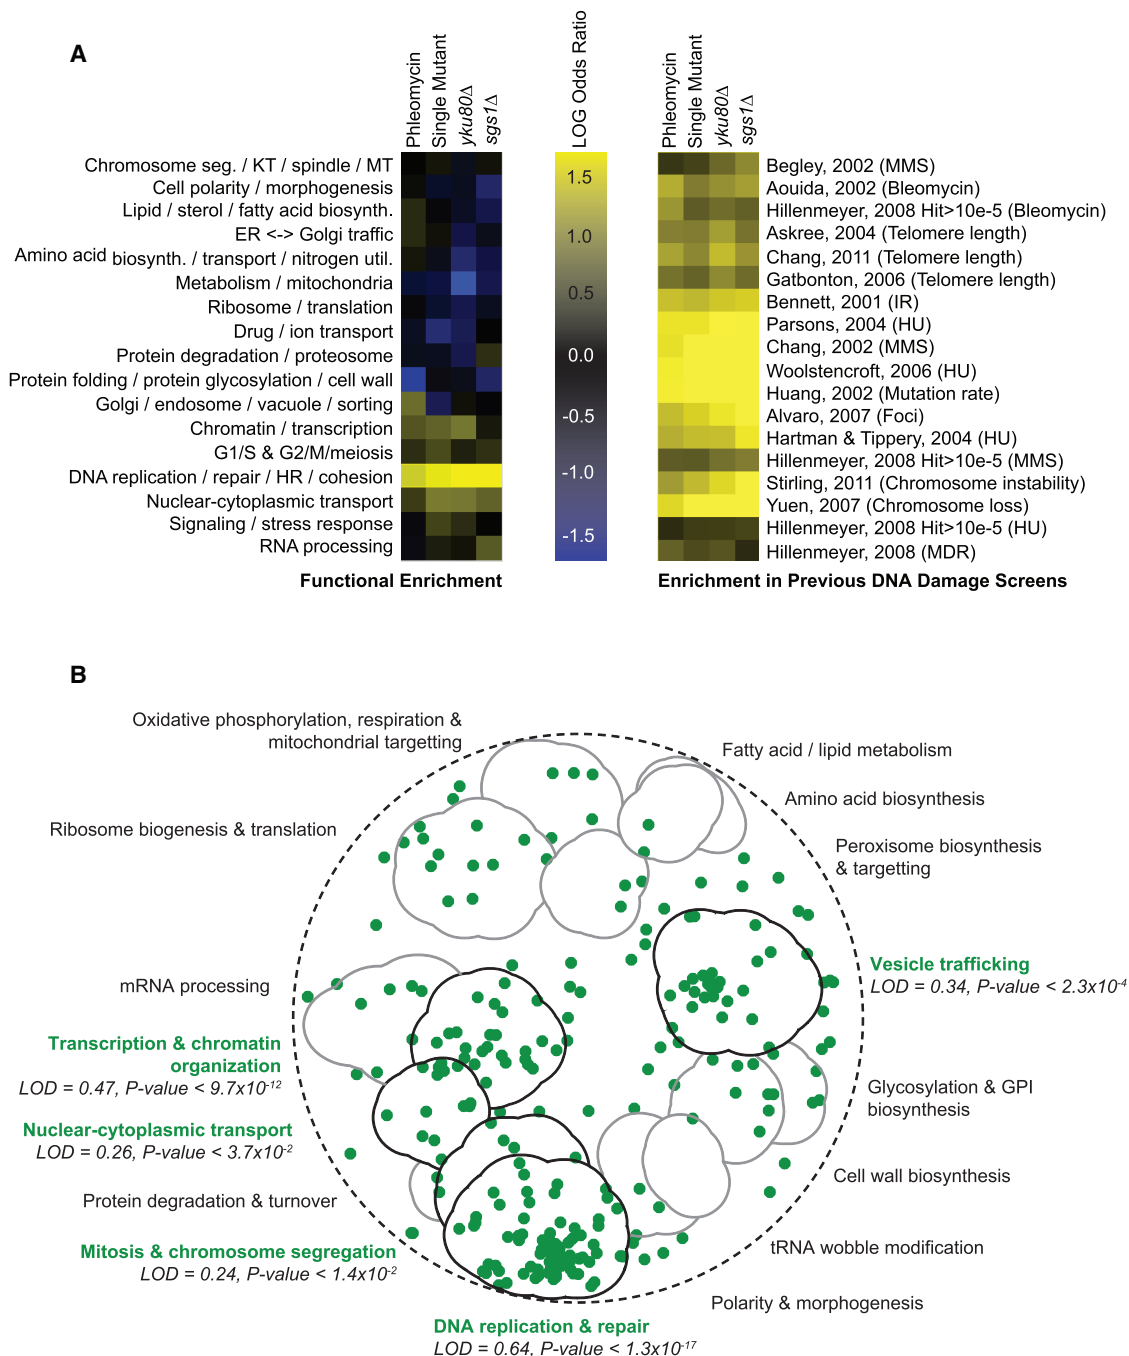 A
Phleomycin
Single Mutant
yku80Δ
sgs1Δ
LOG Odds Ratio
Phleomycin
Single Mutant
yku80Δ
sgs1Δ
Chromosome seg. / KT / spindle / MT
Cell polarity / morphogenesis
Lipid / sterol / fatty acid biosynth.
ER <-> Golgi traffic
Amino acid biosynth. / transport / nitrogen util.
Metabolism / mitochondria
Ribosome / translation
Drug / ion transport
Protein degradation / proteosome
Protein folding / protein glycosylation / cell wall
Golgi / endosome / vacuole / sorting
Chromatin / transcription
G1/S & G2/M/meiosis
DNA replication / repair / HR / cohesion
Nuclear-cytoplasmic transport
Signaling / stress response
RNA processing
Functional Enrichment
1.5
1.0
0.5
0.0
-0.5
-1.0
-1.5
Begley, 2002 (MMS)
Aouida, 2002 (Bleomycin)
Hillenmeyer, 2008 Hit>10e-5 (Bleomycin)
Askree, 2004 (Telomere length)
Chang, 2011 (Telomere length)
Gatbonton, 2006 (Telomere length)
Bennett, 2001 (IR)
Parsons, 2004 (HU)
Chang, 2002 (MMS)
Woolstencroft, 2006 (HU)
Huang, 2002 (Mutation rate)
Alvaro, 2007 (Foci)
Hartman & Tippery, 2004 (HU)
Hillenmeyer, 2008 Hit>10e-5 (MMS)
Stirling, 2011 (Chromosome instability)
Yuen, 2007 (Chromosome loss)
Hillenmeyer, 2008 Hit>10e-5 (HU)
Hillenmeyer, 2008 (MDR)
Enrichment in Previous DNA Damage Screens
B
Oxidative phosphorylation, respiration &
mitochondrial targetting
Fatty acid / lipid metabolism
Amino acid biosynthesis
Ribosome biogenesis & translation
Peroxisome biosynthesis
& targetting
Vesicle trafficking
LOD = 0.34, P-value < 2.3x10-4
mRNA processing
Transcription & chromatin
organization
LOD = 0.47, P-value < 9.7x10-12
Glycosylation & GPI
biosynthesis
Nuclear-cytoplasmic transport
LOD = 0.26, P-value < 3.7x10-2
Cell wall biosynthesis
Protein degradation & turnover
Mitosis & chromosome segregation
LOD = 0.24, P-value < 1.4x10-2
tRNA wobble modification
Polarity & morphogenesis
DNA replication & repair
LOD = 0.64, P-value < 1.3x10-17